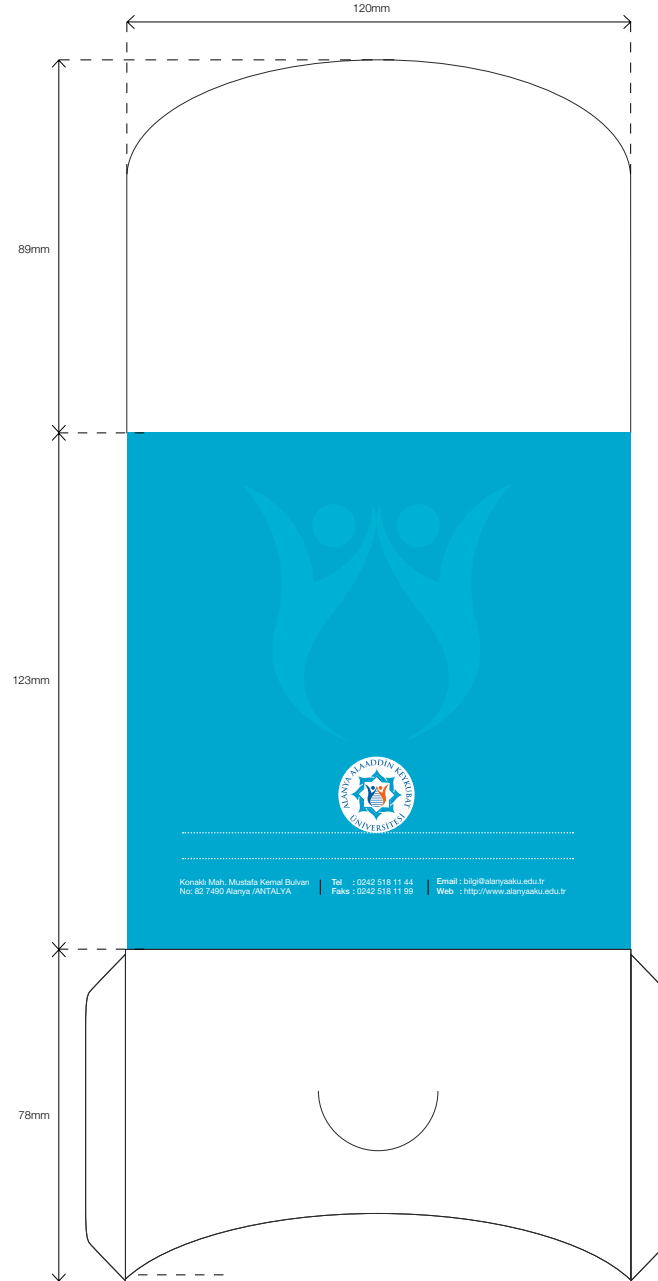 120mm
89mm
123mm
ALANYA ALAADDİN KEYKUBAT
ÜNİVERSİTESİ
Konaklı Mah. Mustafa Kemal Bulvarı
No: 82 7490 Alanya /ANTALYA
Tel : 0242 518 11 44
Faks : 0242 518 11 99
Email : bilgi@alanyaaku.edu.tr
Web : http://www.alanyaaku.edu.tr
78mm